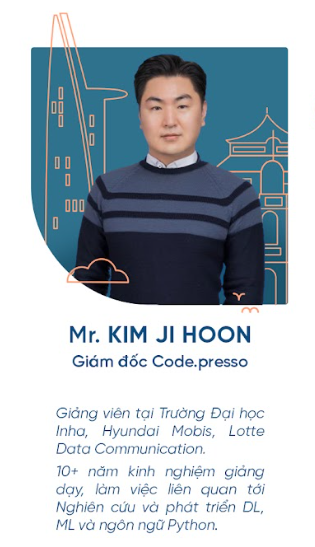 Mr. KIM JI HOON
Giám đốc Code.presso
Giảng viên tại Trường Đại học
Inha, Hyundai Mobis, Lotte
Data Communication.
10+ năm kinh nghiệm giảng
dạy, làm việc liên quan tới
Nghiên cứu và phát triển DL,
ML và ngôn ngữ Python.